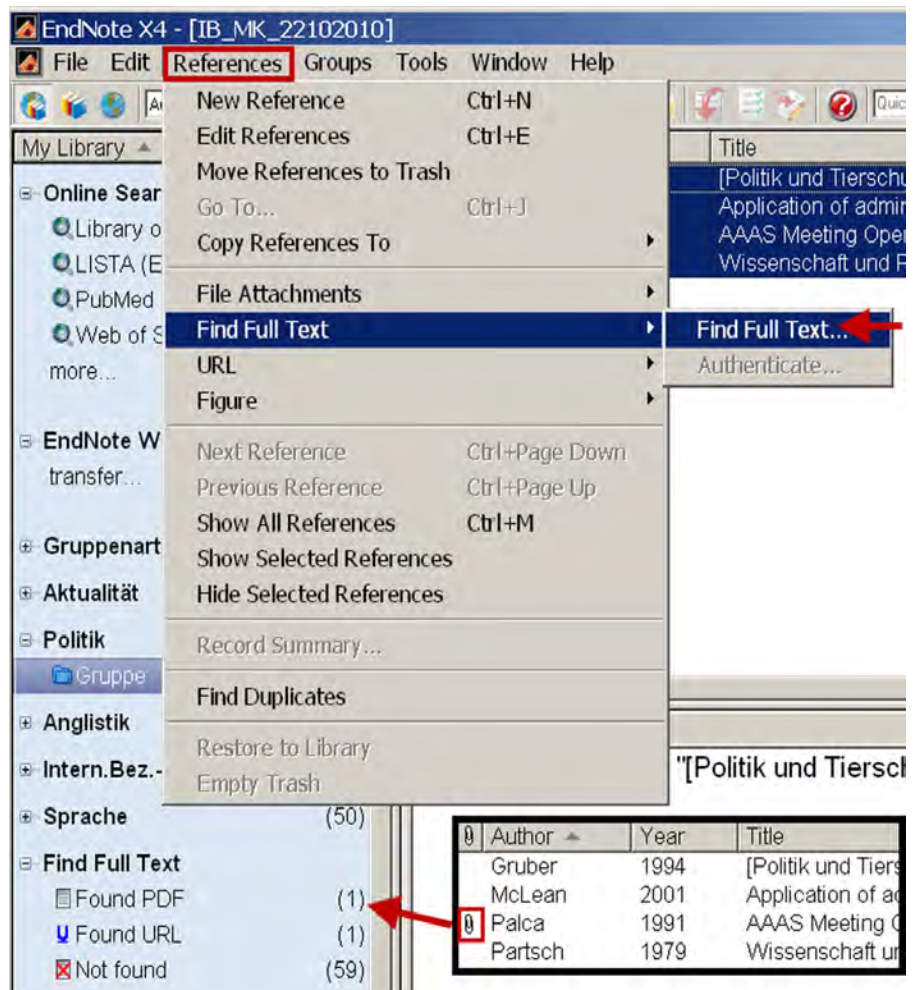 EndNote X4 - [IB_MK_22102010]
File Edit References Groups Tools Window Help
My Library
Online Sear
Library o
LISTA (E
PubMed
Web of S
more...
EndNote W
transfer...
Gruppenart
Aktualität
Politik
Gruppe
Anglistik
Intern.Bez.-
Sprache (50)
Find Full Text
Found PDF (1)
Found URL (1)
Not found (59)
New Reference Ctrl+N
Edit References Ctrl+E
Move References to Trash
Go To... Ctrl+J
Copy References To
File Attachments
Find Full Text
URL
Figure
Next Reference Ctrl+Page Down
Previous Reference Ctrl+Page Up
Show All References Ctrl+M
Show Selected References
Hide Selected References
Record Summary...
Find Duplicates
Restore to Library
Empty Trash
Find Full Text...
Authenticate...
Quic
Title
[Politik und Tierschu
Application of admin
AAAS Meeting Oper
Wissenschaft und P
"[Politik und Tiersch
Author Year Title
Gruber 1994 [Politik und Tiers
McLean 2001 Application of ad
Palca 1991 AAAS Meeting O
Partsch 1979 Wissenschaft un